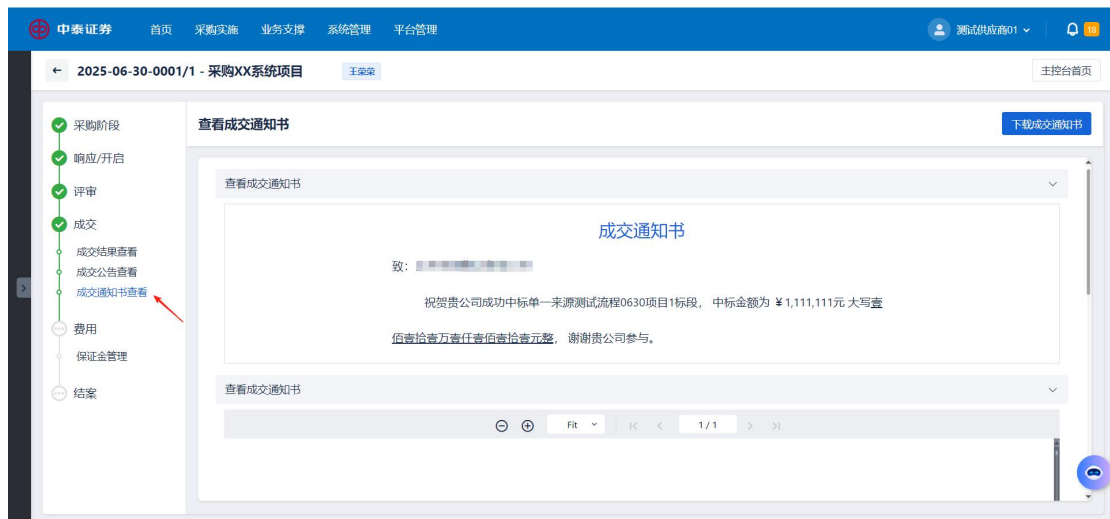 中泰证券 首页 采购实施 业务支撑 系统管理 平台管理 测试供应商01 18
2025-06-30-0001/1 - 采购XX系统项目 王荣荣 主控台首页
采购阶段
响应/开启
评审
成交
成交结果查看
成交公告查看
成交通知书查看
费用
保证金管理
结案
查看成交通知书 下载成交通知书
查看成交通知书
成交通知书
致：
祝贺贵公司成功中标单一来源测试流程0630项目1标段， 中标金额为 ￥1,111,111元 大写壹
佰壹拾壹万壹仟壹佰壹拾壹元整， 谢谢贵公司参与。
查看成交通知书
Fit 1 / 1